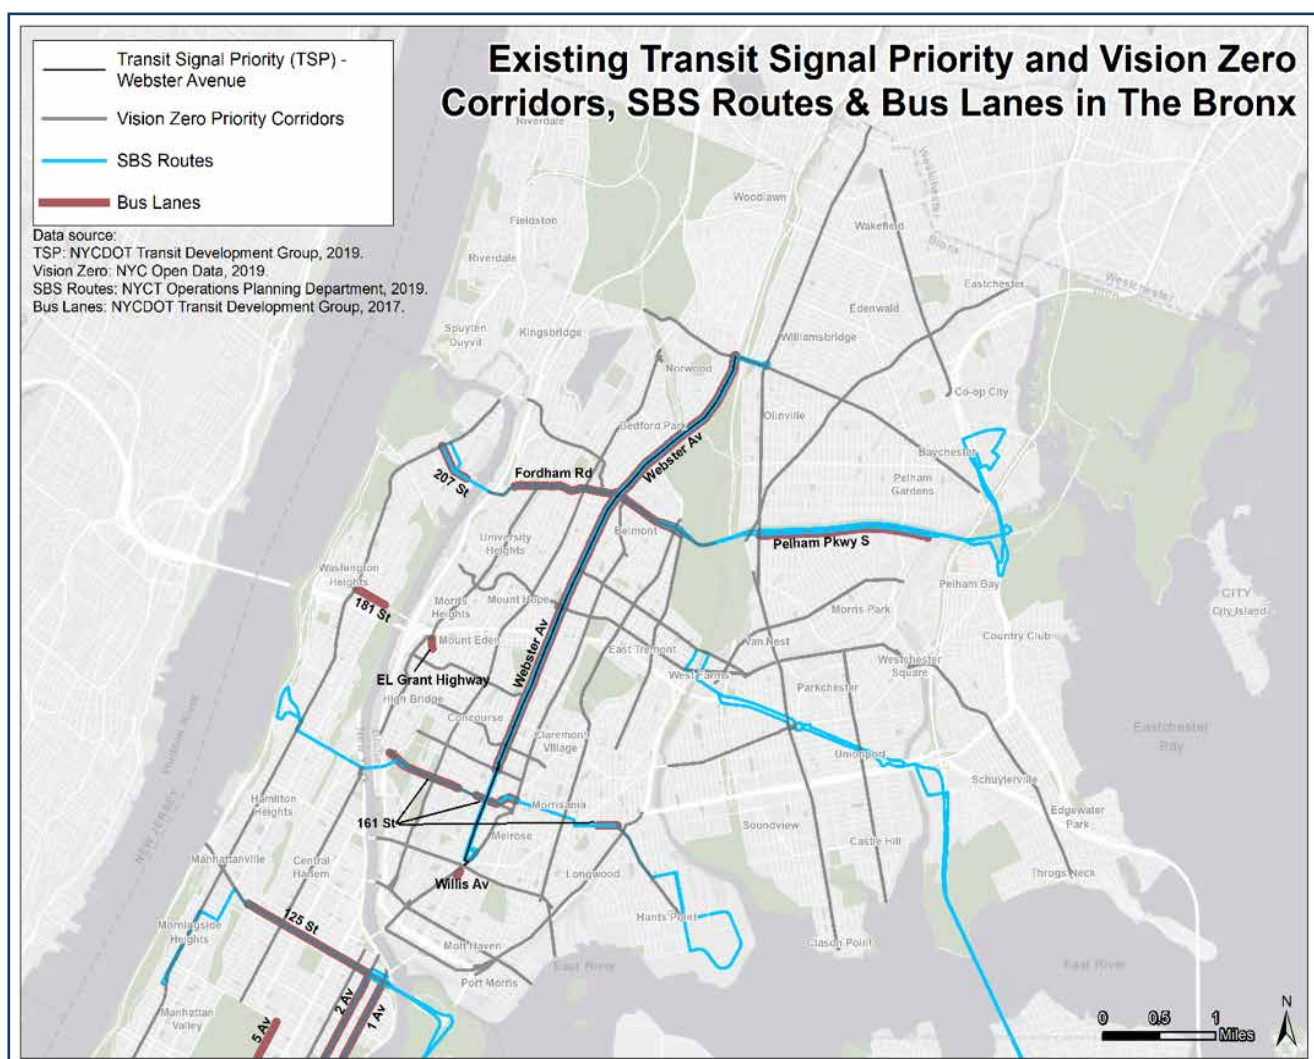 Existing Transit Signal Priority and Vision Zero
Corridors, SBS Routes & Bus Lanes in The Bronx
Transit Signal Priority (TSP) -
Webster Avenue
Vision Zero Priority Corridors
SBS Routes
Bus Lanes
Data source:
TSP: NYCDOT Transit Development Group, 2019.
Vision Zero: NYC Open Data, 2019.
SBS Routes: NYCT Operations Planning Department, 2019.
Bus Lanes: NYCDOT Transit Development Group, 2017.
Riverdale
Woodlawn
Westchester
Bronx
Fieldston
Wakefield
Riverdale
Westchester
Eastchester
Edenwald
Spuyten
Duyvil
Kingsbridge
Williamsbridge
Norwood
Co-op City
Olinville
Bedford Park
Webster Av
Baychester
Fordham Rd
207 St
Pelham
Gardens
Belmont
University
Heights
Pelham Pkwy S
Washington
Heights
Pelham Bay
CITY
City Island
181 St
Morris
Heights
Mount Hope
Morris Park
Mount Eden
Webster Av
East Tremont
Van Nest
Country Club
EL Grant Highway
West Farms
Westchester
Square
High Bridge
Parkchester
Concourse
Claremont
Village
Eastchester
Bay
Unionport
Schuylerville
Hamilton
Heights
Morrisania
161 St
Melrose
Soundview
Edgewater
Park
Castle Hill
Manhattanville
Central
Harlem
NEW JERSEY
Willis Av
Longwood
Throgs Neck
125 St
Hunts Point
Morningside
Heights
Mott Haven
Clason Point
East River
East River
Port Morris
2 Av
1 Av
5 Av
Manhattan
Valley
0 0.5 1
Miles
N